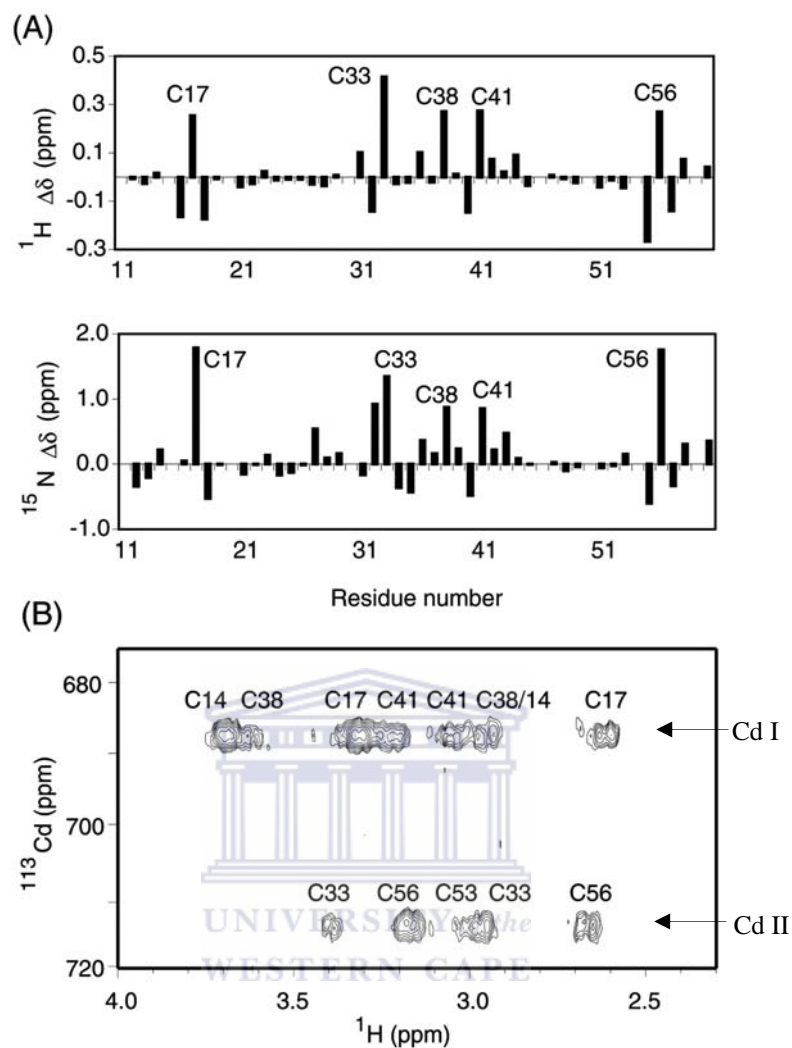 (A)
0.5
0.3
0.1
-0.1
-0.3
¹H Δδ (ppm)
C17
C33
C38
C41
C56
11 21 31 41 51
2.0
1.0
0.0
-1.0
¹⁵N Δδ (ppm)
C17
C33
C38
C41
C56
11 21 31 41 51
Residue number
(B)
680
700
720
¹¹³Cd (ppm)
C14 C38 C17 C41 C41 C38/14 C17
Cd I
C33 C56 C53 C33 C56
Cd II
UNIVERSITY of the
WESTERN CAPE
4.0 3.5 3.0 2.5
¹H (ppm)